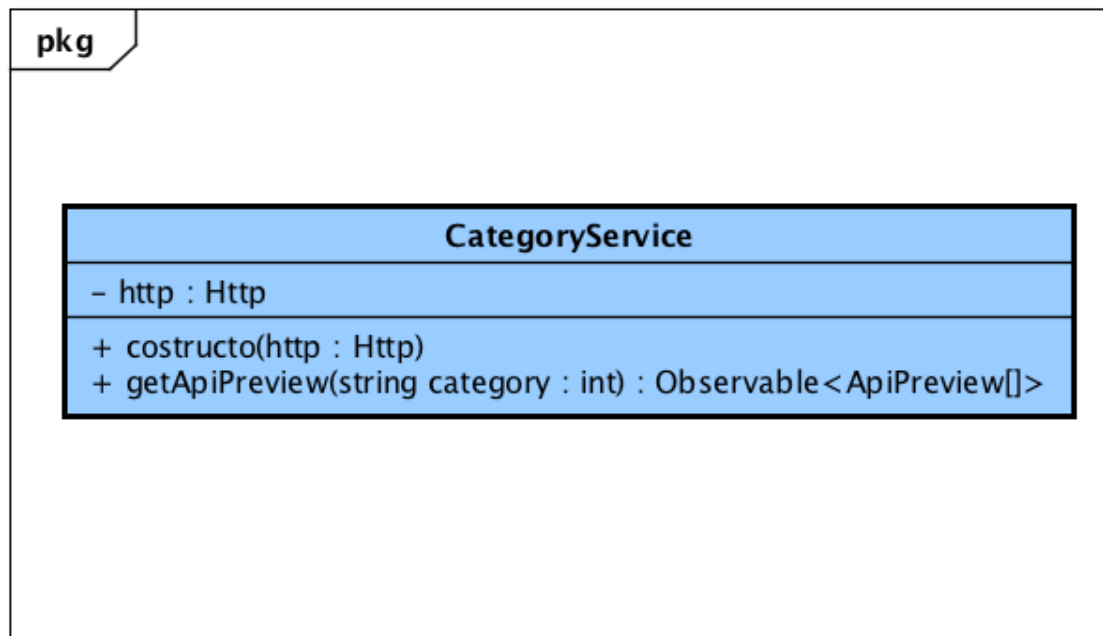 pkg
CategoryService
– http : Http
+ costructo(http : Http)
+ getApiPreview(string category : int) : Observable<ApiPreview[]>